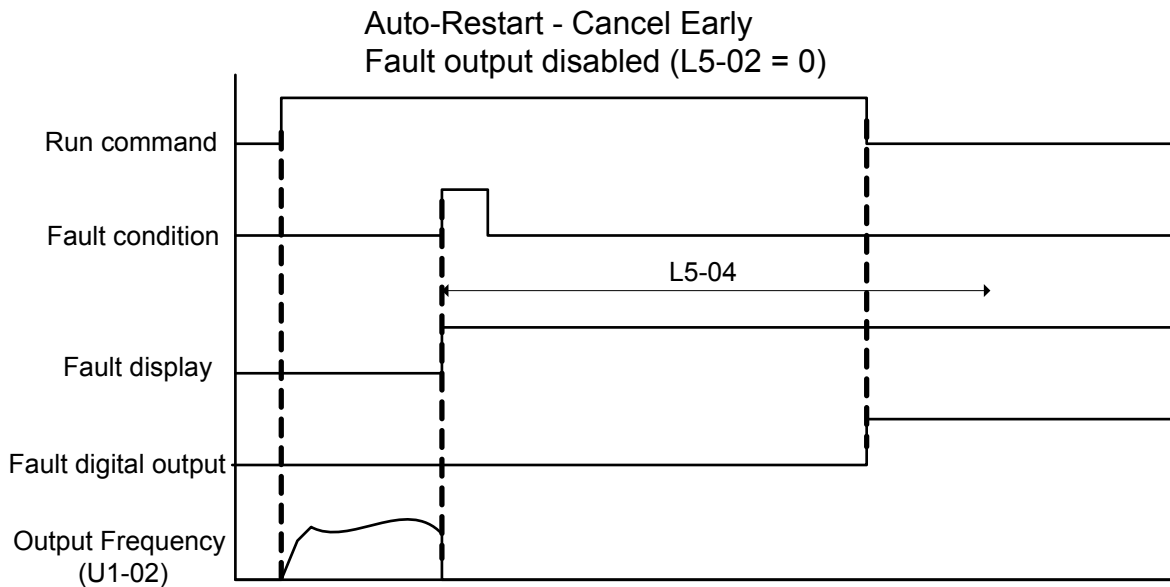 Auto-Restart - Cancel Early
Fault output disabled (L5-02 = 0)
Run command
Fault condition
L5-04
Fault display
Fault digital output
Output Frequency
(U1-02)